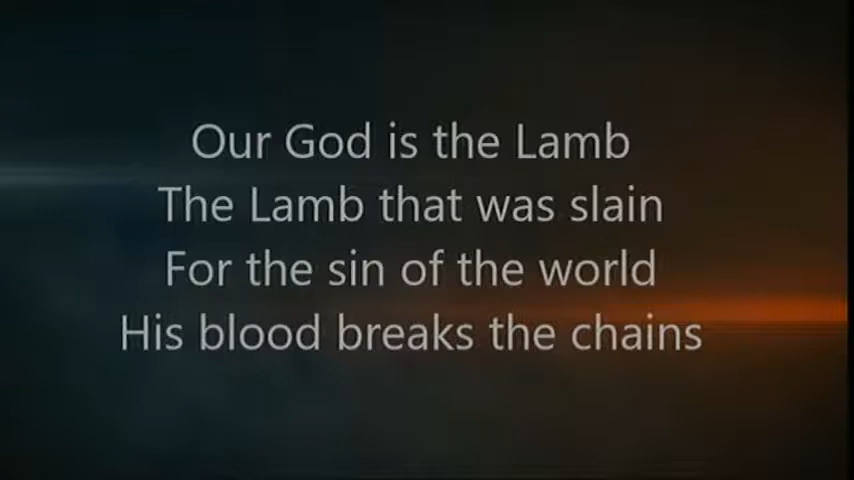 Our God is the Lamb
The Lamb that was slain
For the sin of the world
His blood breaks the chains